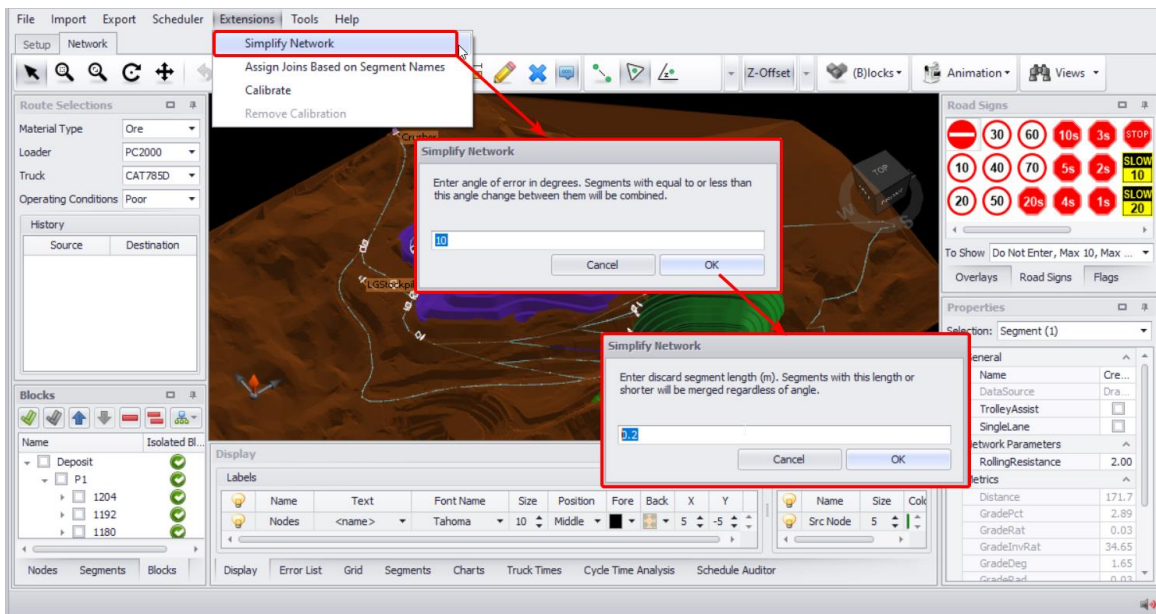 File Import Export Scheduler Extensions Tools Help
Setup Network
Simplify Network
Assign Joins Based on Segment Names
Calibrate
Remove Calibration
Z-Offset (B)locks Animation Views
Route Selections
Material Type Ore
Loader PC2000
Truck CAT785D
Operating Conditions Poor
History
Source Destination
Crusher
TOP
S
Simplify Network
Enter angle of error in degrees. Segments with equal to or less than
this angle change between them will be combined.
10
Cancel OK
Simplify Network
Enter discard segment length (m). Segments with this length or
shorter will be merged regardless of angle.
0.2
Cancel OK
Road Signs
30 60 10s 3s STOP
10 40 70 5s 2s SLOW 10
20 50 20s 4s 1s SLOW 20
To Show Do Not Enter, Max 10, Max ...
Overlays Road Signs Flags
Properties
Selection: Segment (1)
General
Name Cre...
DataSource Dra...
TrolleyAssist
SingleLane
Network Parameters
RollingResistance 2.00
Metrics
Distance 171.7
GradePct 2.89
GradeRat 0.03
GradeInvRat 34.65
GradeDeg 1.65
GradeRad 0.03
Blocks
Name Isolated Bl...
Deposit
P1
1204
1192
1180
Nodes Segments Blocks
Display
Labels
Name Text Font Name Size Position Fore Back X Y
Nodes <name> Tahoma 10 Middle 5 -5
Name Size Colo
Src Node 5
Display Error List Grid Segments Charts Truck Times Cycle Time Analysis Schedule Auditor